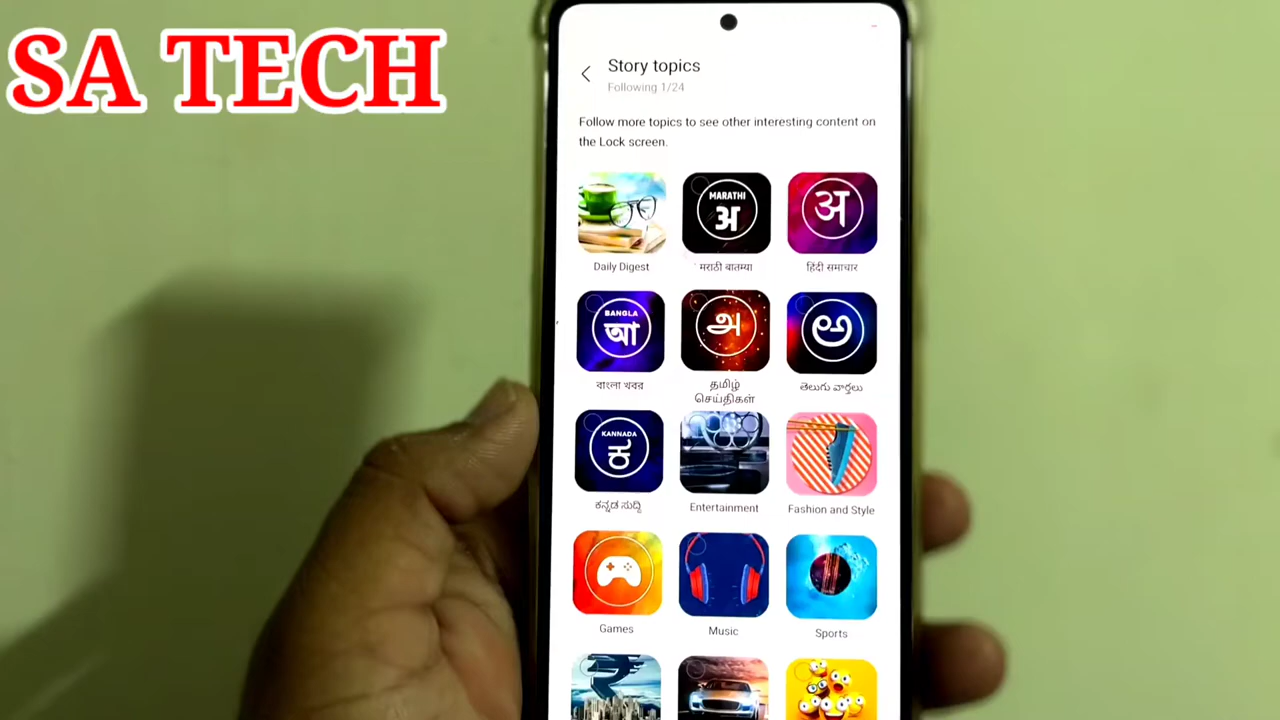 SA TECH
Story topics
Following 1/24
Follow more topics to see other interesting content on
the Lock screen.
MARATHI
अ
अ
Daily Digest
मराठी बातम्या
हिंदी समाचार
BANGLA
আ
அ
అ
বাংলা খবর
தமிழ்
செய்திகள்
తెలుగు వార్తలు
KANNADA
ಕ
ಕನ್ನಡ ಸುದ್ದಿ
Entertainment
Fashion and Style
Games
Music
Sports
₹